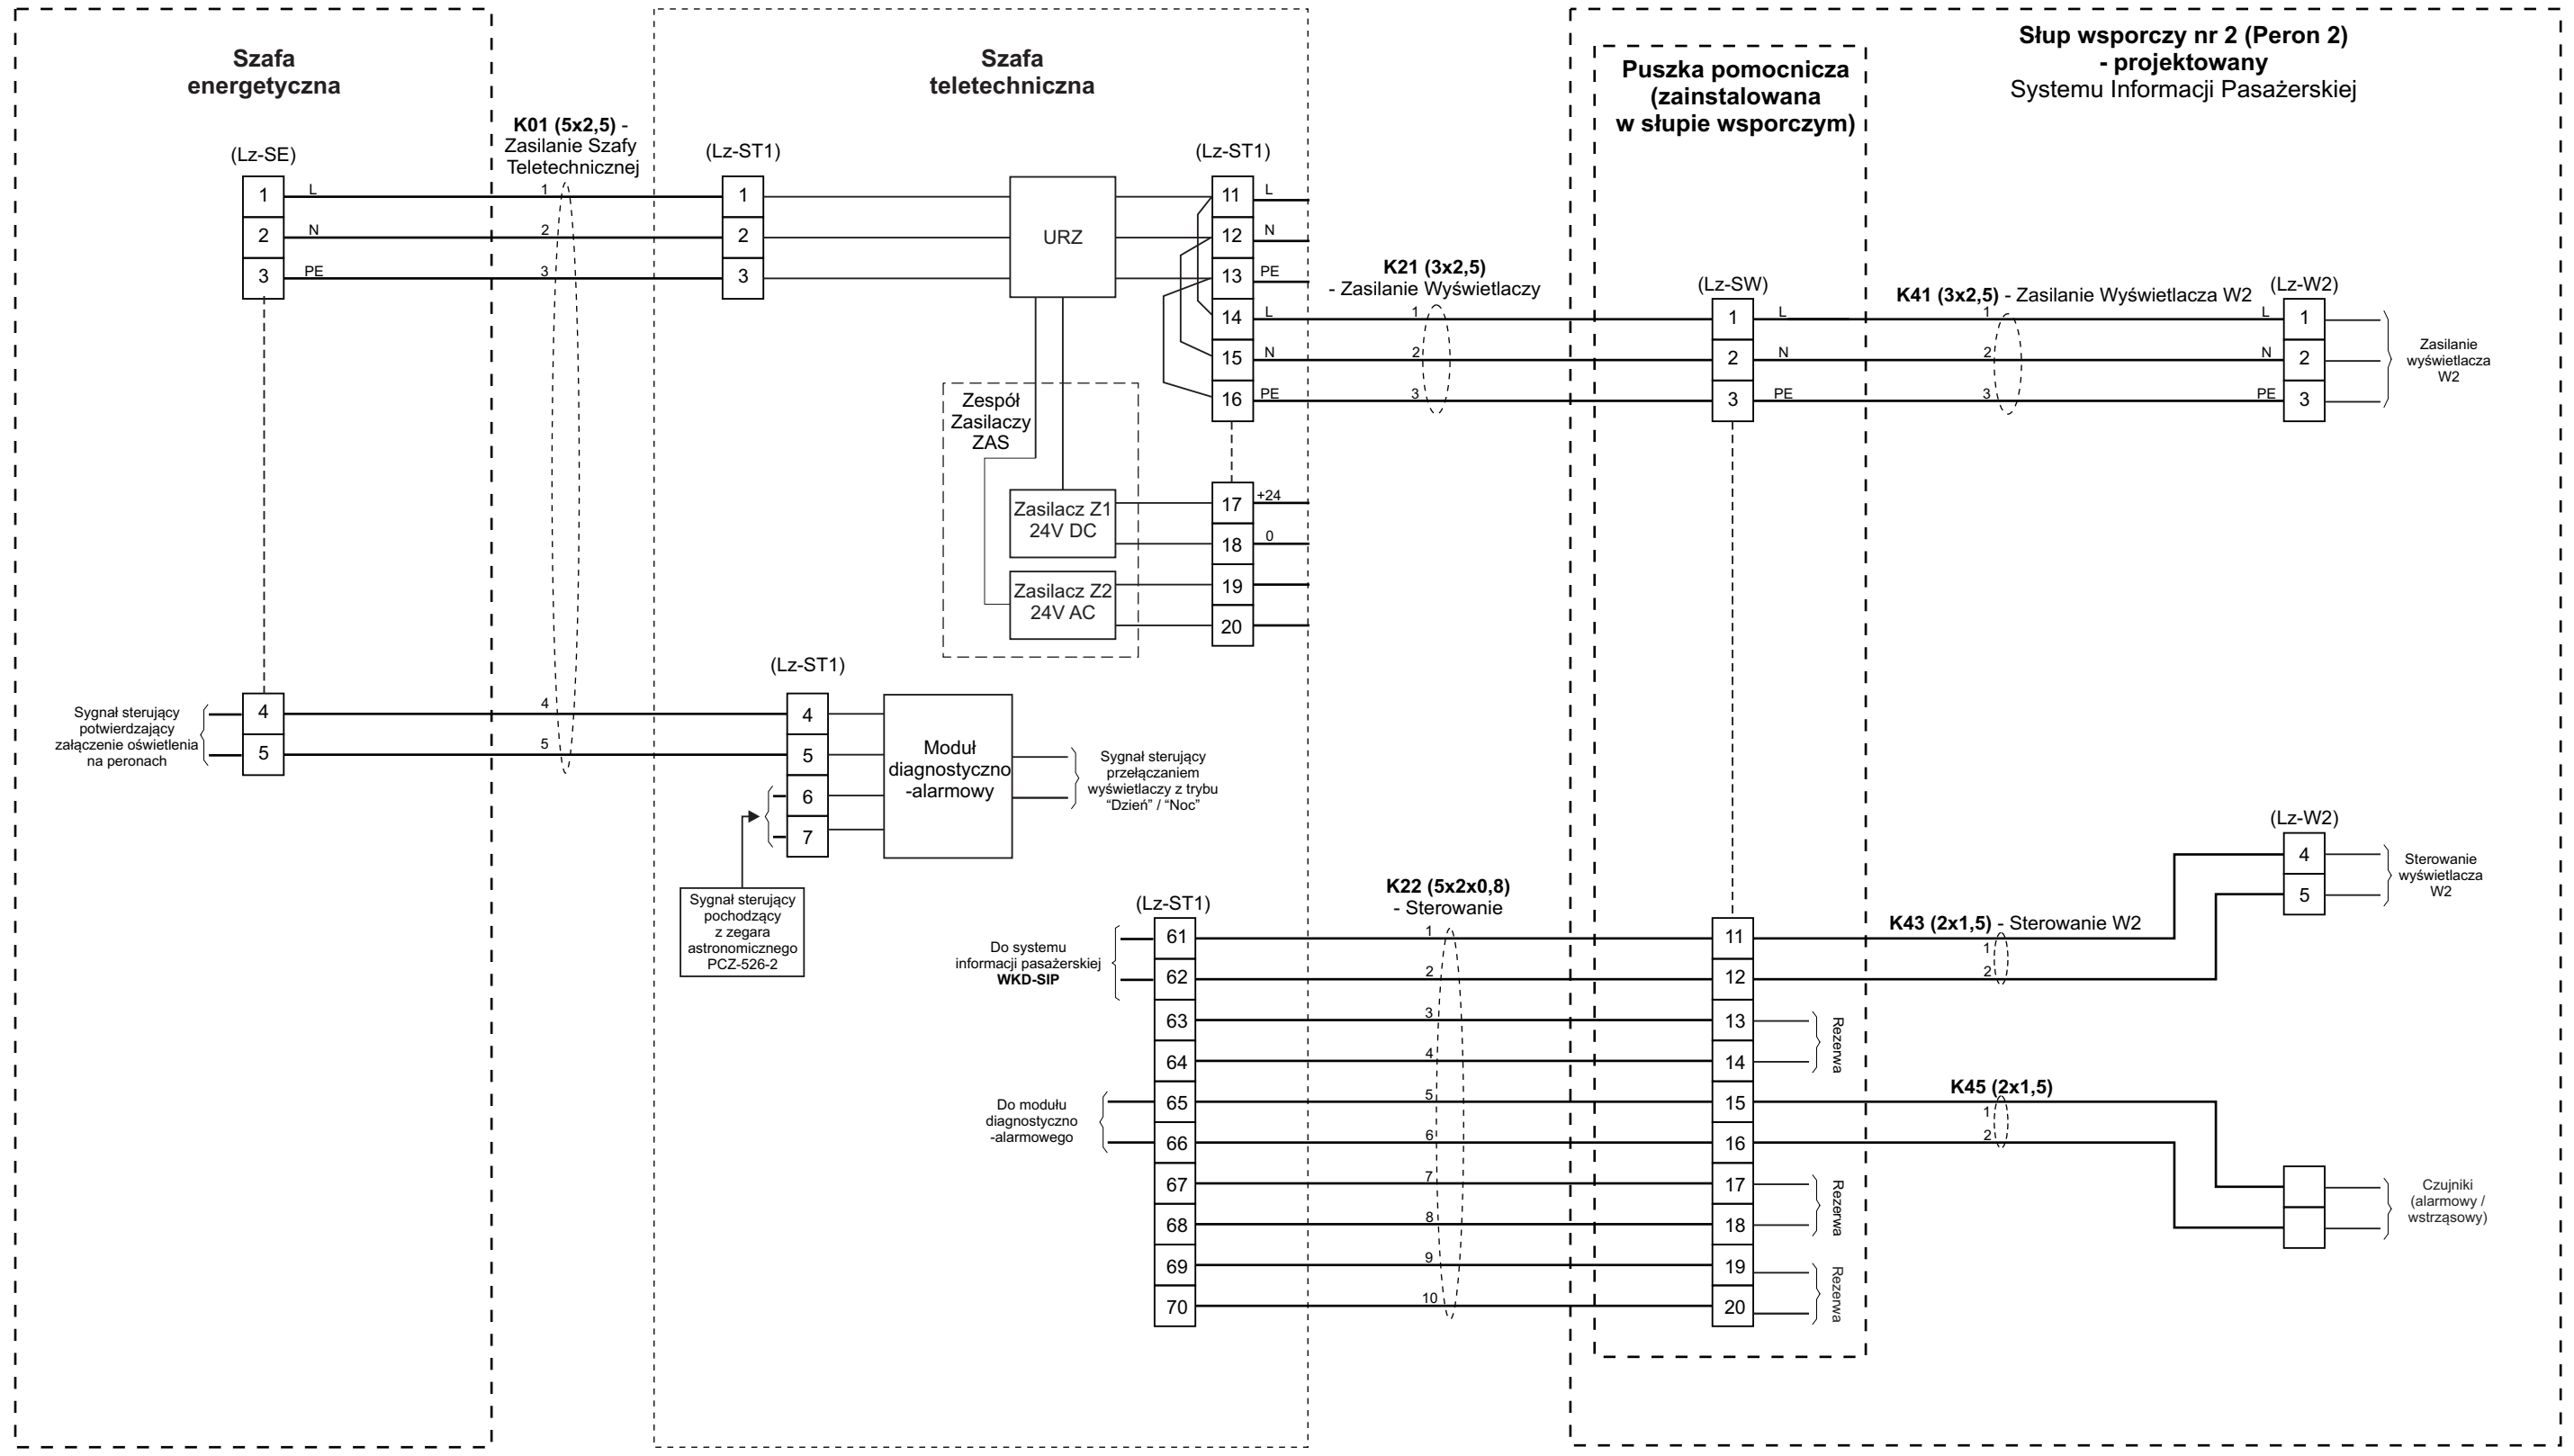 Szafa
energetyczna
(Lz-SE)
1
2
3
L
N
PE
4
5
Sygnał sterujący
potwierdzający
załączenie oświetlenia
na peronach
K01 (5x2,5) -
Zasilanie Szafy
Teletechnicznej
1
2
3
4
5
Szafa
teletechniczna
(Lz-ST1)
1
2
3
URZ
(Lz-ST1)
11
12
13
14
15
16
L
N
PE
L
N
PE
Zespół
Zasilaczy
ZAS
Zasilacz Z1
24V DC
Zasilacz Z2
24V AC
17
18
19
20
+24
0
(Lz-ST1)
4
5
6
7
Moduł
diagnostyczno
-alarmowy
Sygnał sterujący
przełączaniem
wyświetlaczy z trybu
“Dzień” / “Noc”
Sygnał sterujący
pochodzący
z zegara
astronomicznego
PCZ-526-2
(Lz-ST1)
61
62
63
64
65
66
67
68
69
70
Do systemu
informacji pasażerskiej
WKD-SIP
Do modułu
diagnostyczno
-alarmowego
K21 (3x2,5)
- Zasilanie Wyświetlaczy
1
2
3
K22 (5x2x0,8)
- Sterowanie
1
2
3
4
5
6
7
8
9
10
Słup wsporczy nr 2 (Peron 2)
- projektowany
Systemu Informacji Pasażerskiej
Puszka pomocnicza
(zainstalowana
w słupie wsporczym)
(Lz-SW)
1
2
3
L
N
PE
11
12
13
14
15
16
17
18
19
20
Rezerwa
Rezerwa
Rezerwa
K41 (3x2,5) - Zasilanie Wyświetlacza W2
1
2
3
L
N
PE
(Lz-W2)
1
2
3
Zasilanie
wyświetlacza
W2
(Lz-W2)
4
5
Sterowanie
wyświetlacza
W2
K43 (2x1,5) - Sterowanie W2
1
2
K45 (2x1,5)
1
2
Czujniki
(alarmowy /
wstrząsowy)